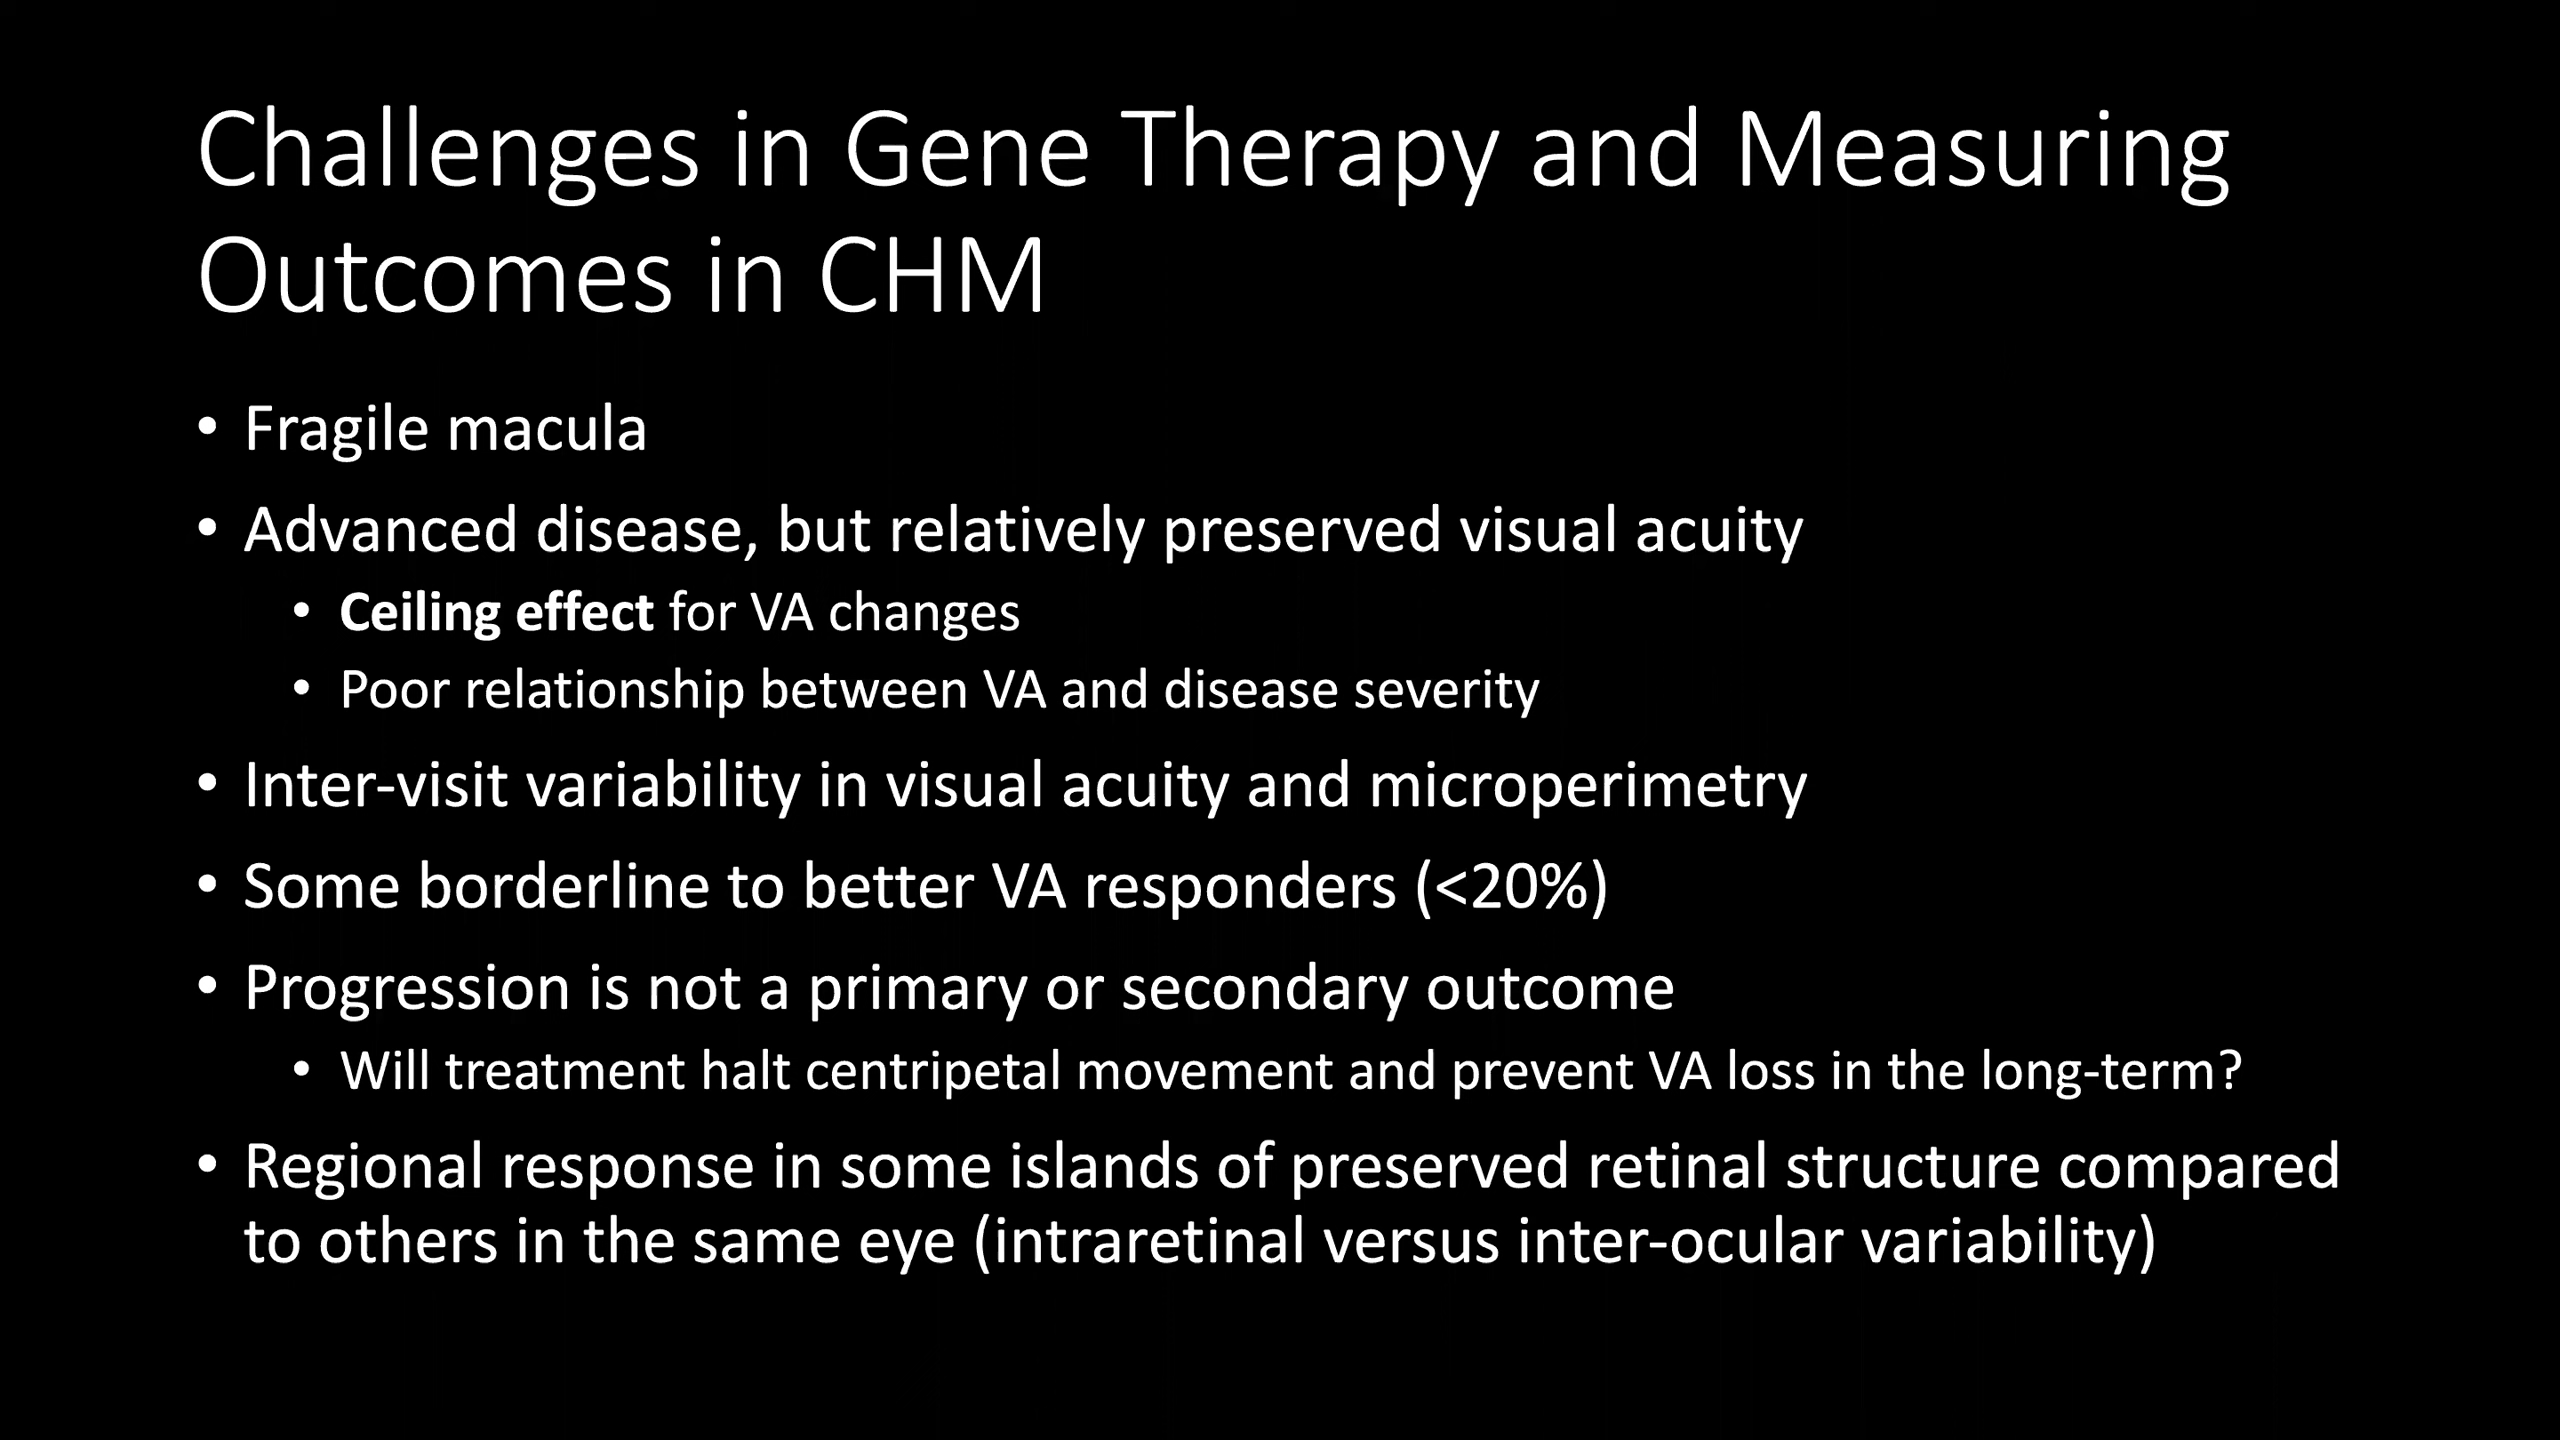 Challenges in Gene Therapy and Measuring
Outcomes in CHM
• Fragile macula
• Advanced disease, but relatively preserved visual acuity
• Ceiling effect for VA changes
• Poor relationship between VA and disease severity
• Inter-visit variability in visual acuity and microperimetry
• Some borderline to better VA responders (<20%)
• Progression is not a primary or secondary outcome
• Will treatment halt centripetal movement and prevent VA loss in the long-term?
• Regional response in some islands of preserved retinal structure compared
to others in the same eye (intraretinal versus inter-ocular variability)